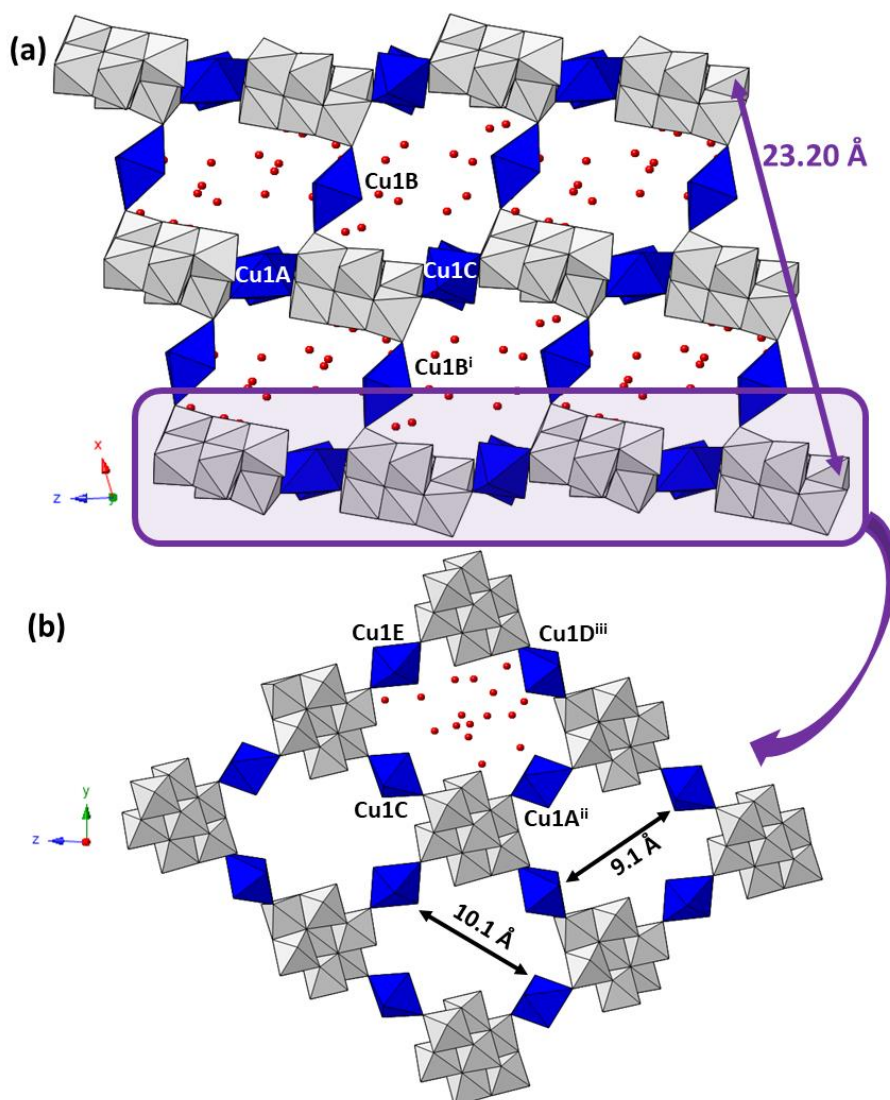 (a)
23.20 Å
Cu1B
Cu1A
Cu1C
Cu1Bⁱ
x
z
(b)
Cu1E
Cu1Dⁱⁱⁱ
y
z
Cu1C
Cu1Aⁱⁱ
9.1 Å
10.1 Å